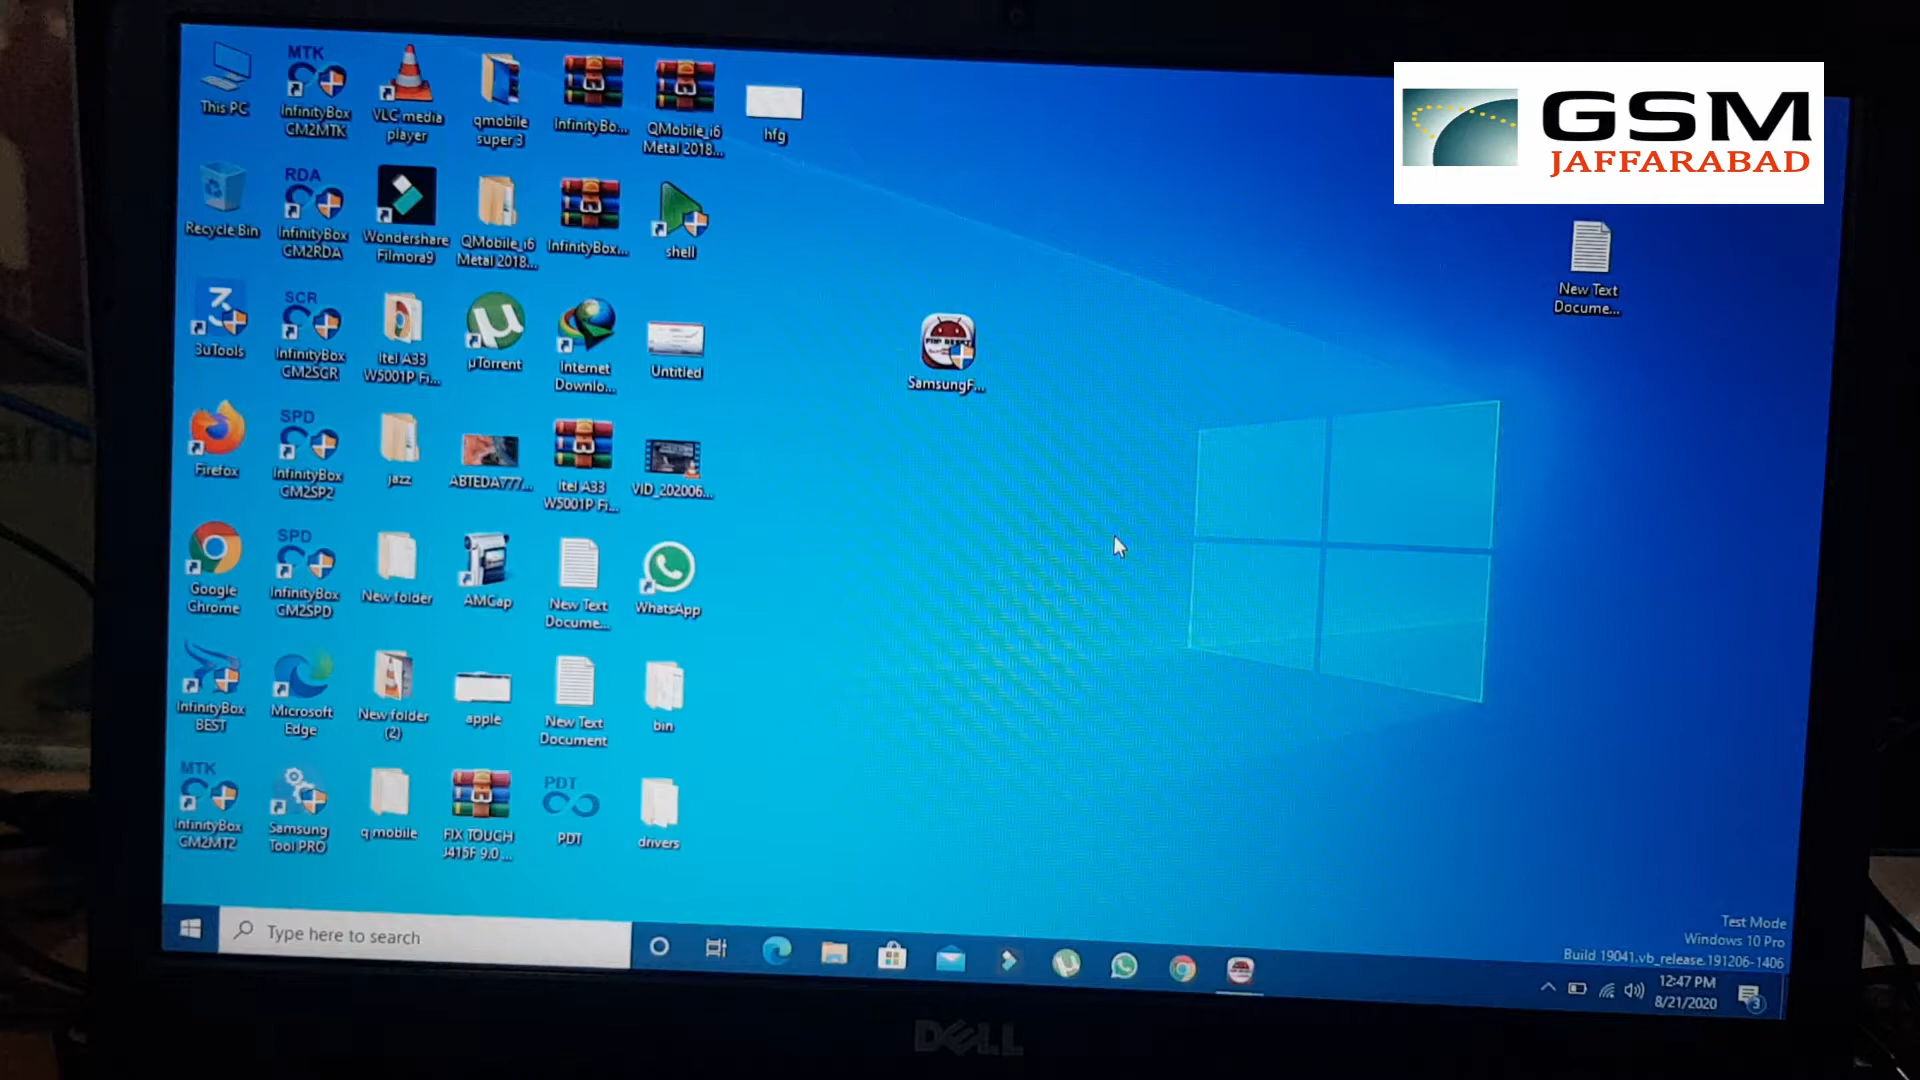 GSM
JAFFARABAD
This PC
MTK
InfinityBox
CM2MTK
VLC media
player
qmobile
super 3
InfinityBo...
QMobile_i6
Metal 2018...
hfg
Recycle Bin
RDA
InfinityBox
CM2RDA
Wondershare
Filmora9
QMobile_i6
Metal 2018...
InfinityBox...
shell
New Text
Docume...
3uTools
SCR
InfinityBox
CM2SCR
Itel A33
W5001P Fi...
µTorrent
Internet
Downlo...
Untitled
SamsungF...
Firefox
SPD
InfinityBox
CM2SP2
jazz
ABTEDA777...
Itel A33
W5001P Fi...
VID_202006...
Google
Chrome
SPD
InfinityBox
CM2SPD
New folder
AMCap
New Text
Docume...
WhatsApp
InfinityBox
BEST
Microsoft
Edge
New folder
(2)
apple
New Text
Document
bin
MTK
InfinityBox
CM2MT2
Samsung
Tool PRO
q mobile
FIX TOUCH
J415F 9.0 ...
PDT
PDT
drivers
Test Mode
Windows 10 Pro
Build 19041.vb_release.191206-1406
Type here to search
12:47 PM
8/21/2020
3
DELL